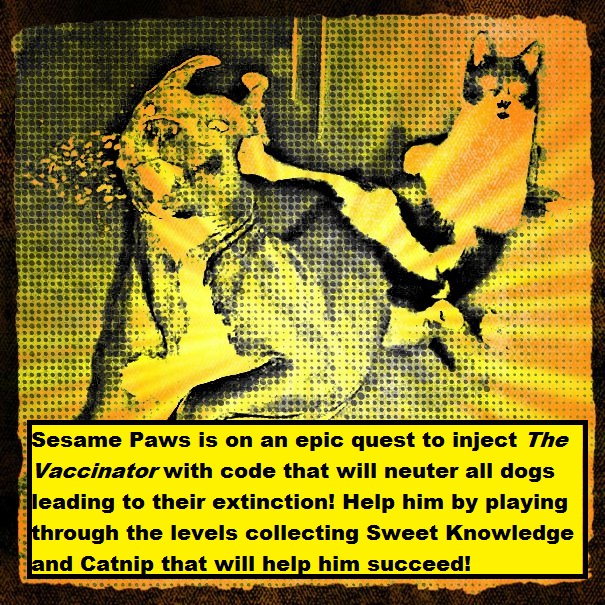 Sesame Paws is on an epic quest to inject The
Vaccinator with code that will neuter all dogs
leading to their extinction! Help him by playing
through the levels collecting Sweet Knowledge
and Catnip that will help him succeed!